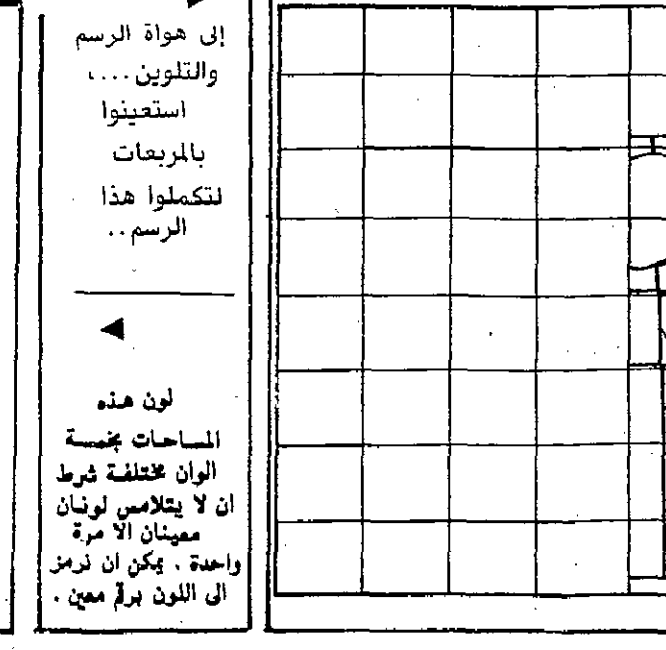 إلى هواة الرسم
والتلوين....
استعينوا
بالمربعات
لتكملوا هذا
الرسم..
لون هذه
المساحات بخمسة
الوان مختلفة شرط
ان لا يتلامس لونان
معينان الا مرة
واحدة . يمكن ان نرمز
الى اللون برقم معين .